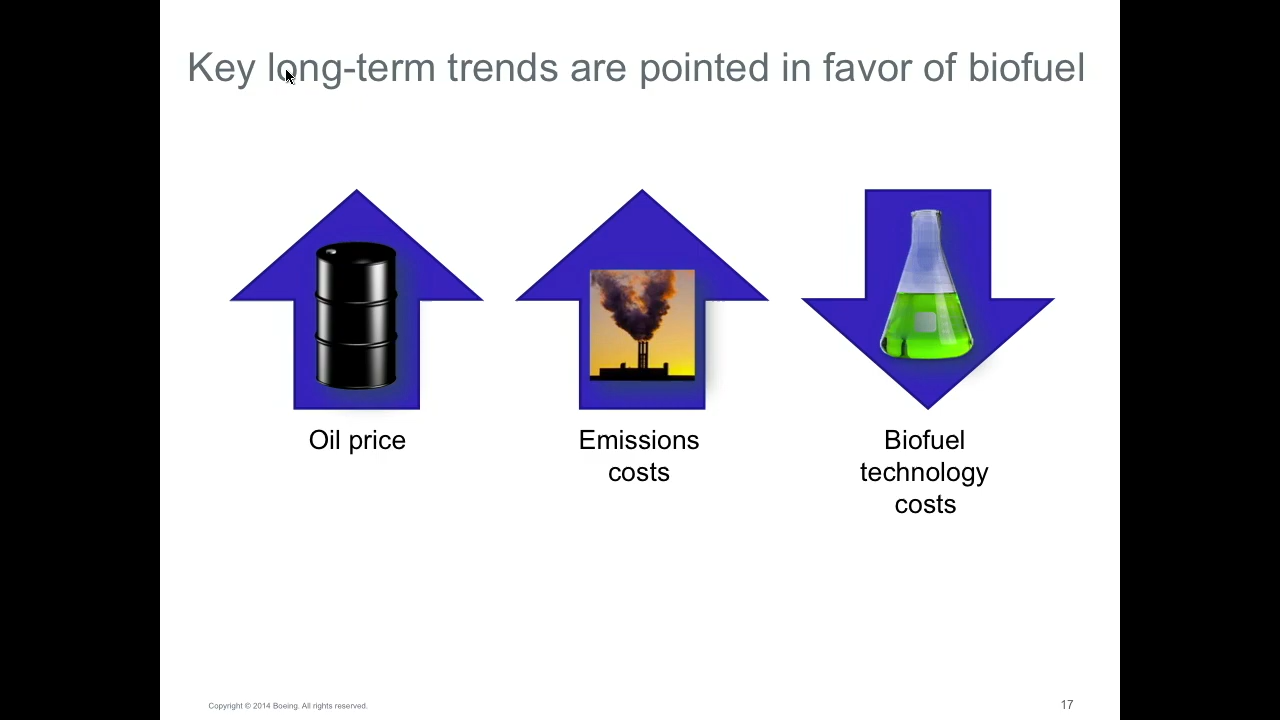 Key long-term trends are pointed in favor of biofuel
Oil price
Emissions
costs
Biofuel
technology
costs
Copyright © 2014 Boeing. All rights reserved.
17